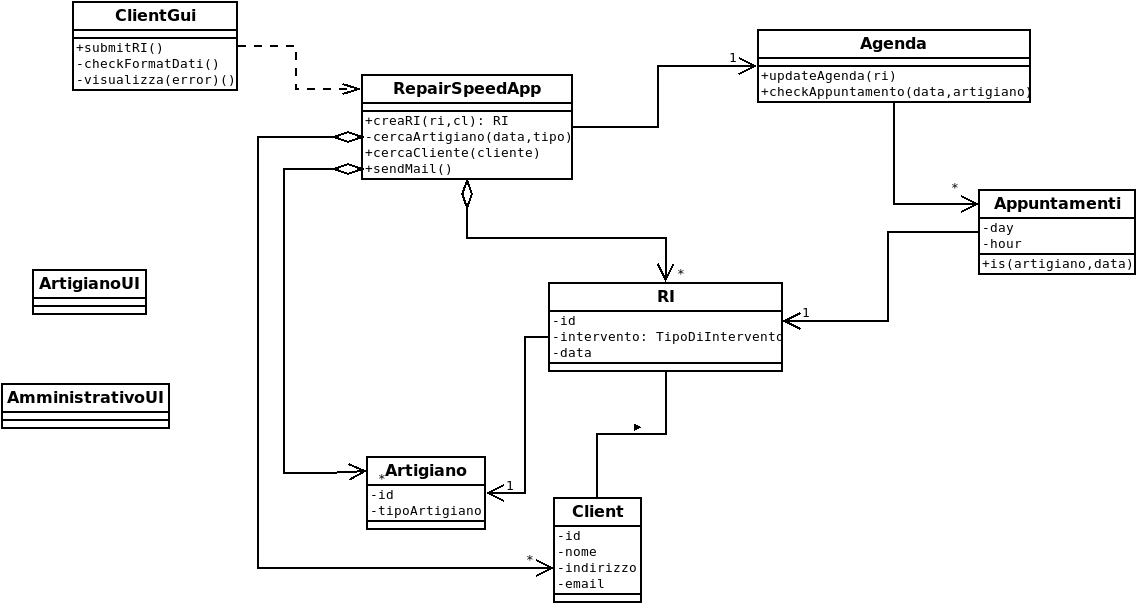 ClientGui
+submitRI()
-checkFormatDati()
-visualizza(error)()
RepairSpeedApp
+creaRI(ri,cl): RI
-cercaArtigiano(data,tipo)
+cercaCliente(cliente)
+sendMail()
1
Agenda
+updateAgenda(ri)
+checkAppuntamento(data,artigiano)
*
Appuntamenti
-day
-hour
+is(artigiano,data)
ArtigianoUI
*
RI
-id
-intervento: TipoDiIntervento
-data
1
AmministrativoUI
*
Artigiano
-id
-tipoArtigiano
1
*
Client
-id
-nome
-indirizzo
-email